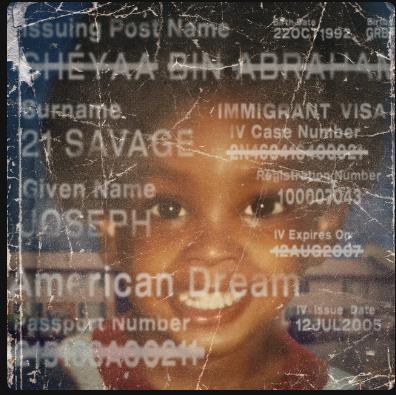 Issuing Post Name
Birth Date
22OCT1992
SHÉYAA BIN ABRAHAM
Surname
IMMIGRANT VISA
21 SAVAGE
IV Case Number
Registration Number
Given Name
100007043
JOSEPH
IV Expires On
12AUG2007
American Dream
Passport Number
IV Issue Date
12JUL2005